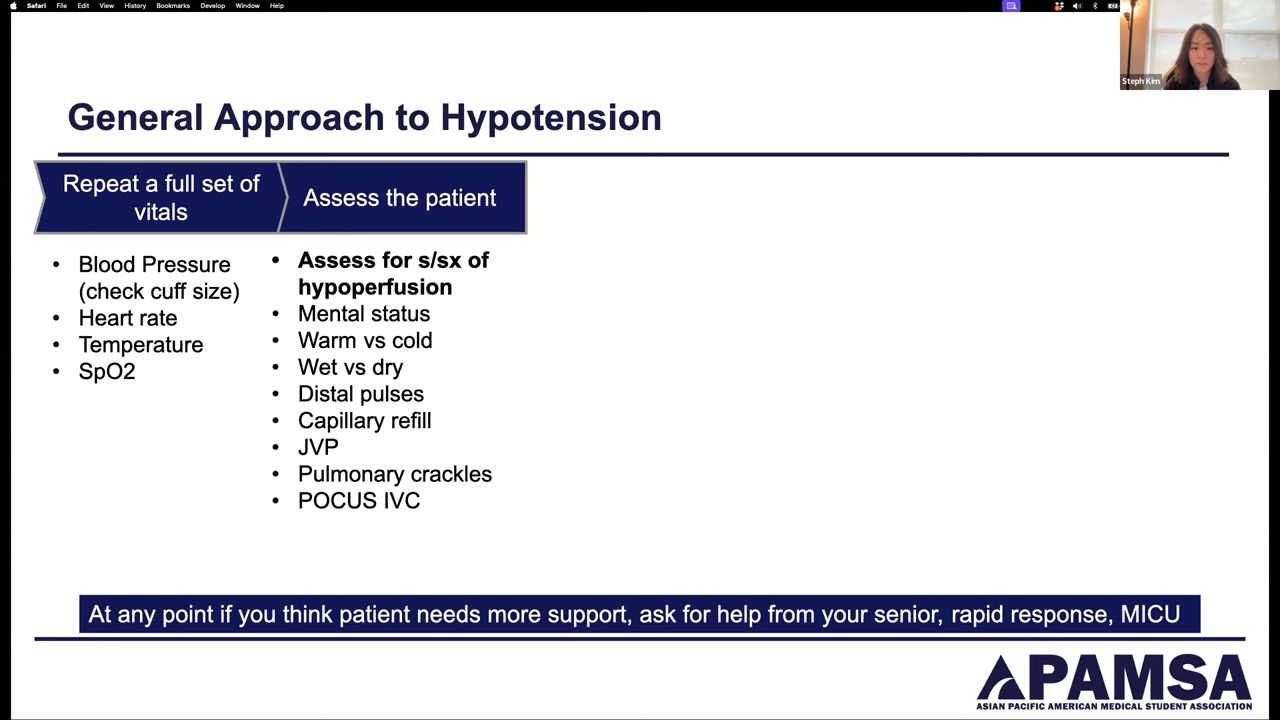 Safari File Edit View History Bookmarks Develop Window Help
Steph Kim
General Approach to Hypotension
Repeat a full set of
vitals
Assess the patient
• Blood Pressure
(check cuff size)
• Heart rate
• Temperature
• SpO2
• Assess for s/sx of
hypoperfusion
• Mental status
• Warm vs cold
• Wet vs dry
• Distal pulses
• Capillary refill
• JVP
• Pulmonary crackles
• POCUS IVC
At any point if you think patient needs more support, ask for help from your senior, rapid response, MICU
APAMSA
ASIAN PACIFIC AMERICAN MEDICAL STUDENT ASSOCIATION